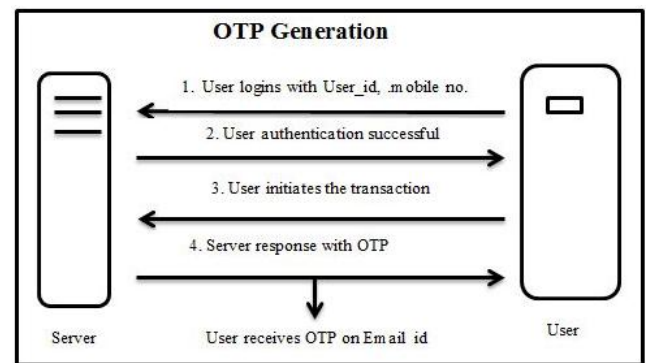 OTP Generation
1. User logins with User_id, .mobile no.
2. User authentication successful
3. User initiates the transaction
4. Server response with OTP
Server
User receives OTP on Email id
User